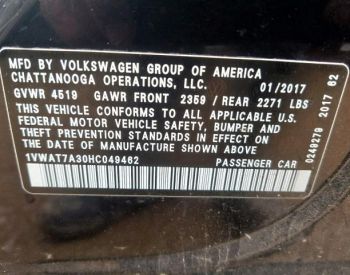 MFD BY VOLKSWAGEN GROUP OF AMERICA
CHATTANOOGA OPERATIONS, LLC. 01/2017
GVWR 4519 GAWR FRONT 2359 / REAR 2271 LBS
THIS VEHICLE CONFORMS TO ALL APPLICABLE U.S.
FEDERAL MOTOR VEHICLE SAFETY, BUMPER AND
THEFT PREVENTION STANDARDS IN EFFECT ON
THE DATE OF MANUFACTURE SHOWN ABOVE
1VWAT7A30HC049462 PASSENGER CAR
0249279 2017 62